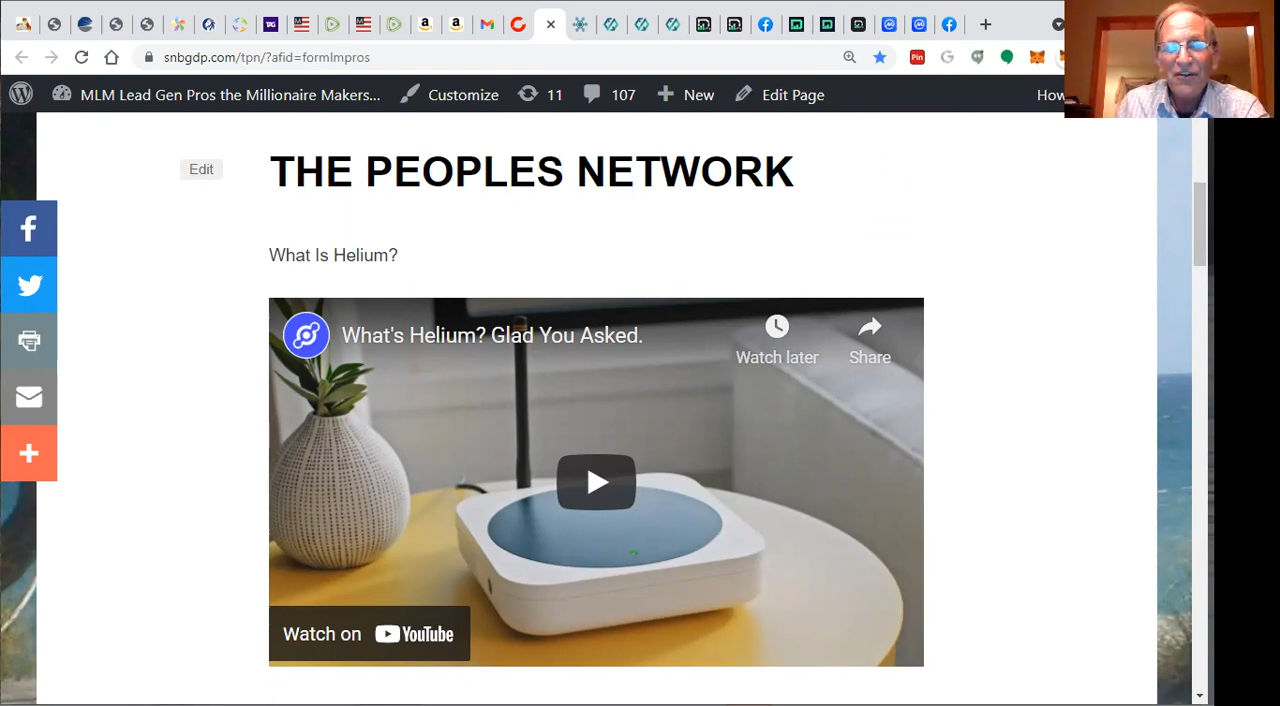 snbgdp.com/tpn/?afid=formlmpros
Pin
MLM Lead Gen Pros the Millionaire Makers...
Customize
11
107
New
Edit Page
How
Edit
THE PEOPLES NETWORK
What Is Helium?
What's Helium? Glad You Asked.
Watch later
Share
Watch on YouTube